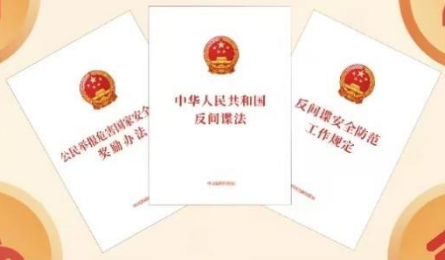 公民举报危害国家安全
奖励办法
中华人民共和国
反间谍法
反间谍安全防范
工作规定